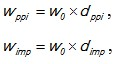 w_ppi = w_0 × d_ppi ,
w_imp = w_0 × d_imp ,